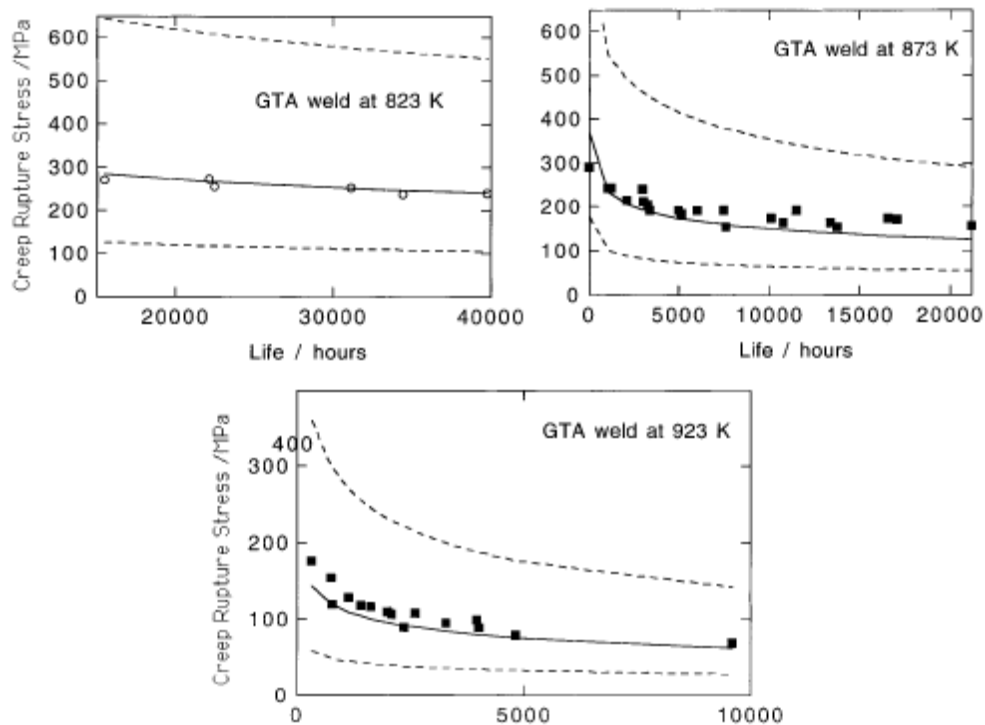 600
500
400
300
200
100
0
Creep Rupture Stress /MPa
GTA weld at 823 K
20000 30000 40000
Life / hours
600
500
400
300
200
100
0
GTA weld at 873 K
0 5000 10000 15000 20000
Life / hours
400
300
200
100
0
Creep Rupture Stress /MPa
GTA weld at 923 K
0 5000 10000